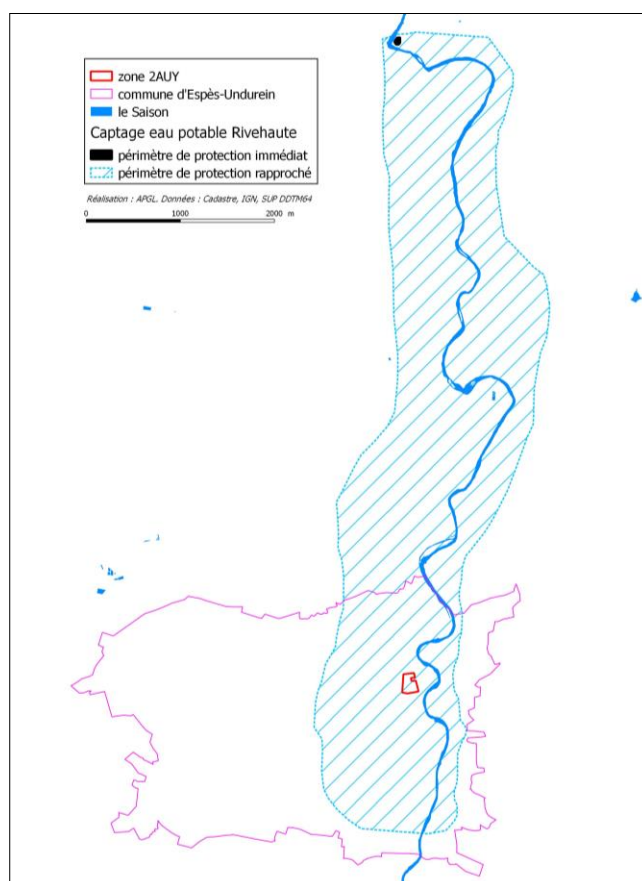 zone 2AUY
commune d'Espès-Undurein
le Saison
Captage eau potable Rivehaute
périmètre de protection immédiat
périmètre de protection rapproché
Réalisation : APGL. Données : Cadastre, IGN, SUP DDTM64
0 1000 2000 m